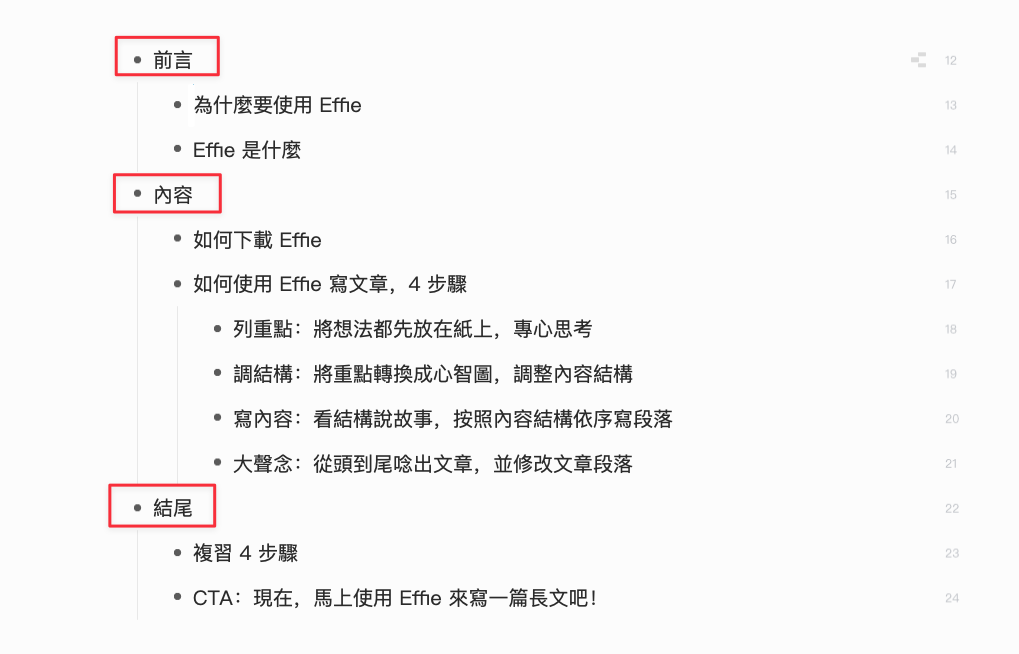 前言
12
為什麼要使用 Effie
13
Effie 是什麼
14
內容
15
如何下載 Effie
16
如何使用 Effie 寫文章，4 步驟
17
列重點：將想法都先放在紙上，專心思考
18
調結構：將重點轉換成心智圖，調整內容結構
19
寫內容：看結構說故事，按照內容結構依序寫段落
20
大聲念：從頭到尾唸出文章，並修改文章段落
21
結尾
22
複習 4 步驟
23
CTA：現在，馬上使用 Effie 來寫一篇長文吧！
24